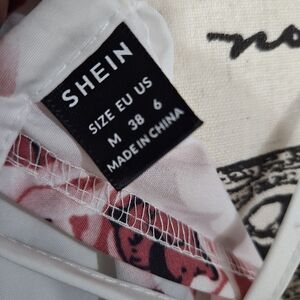 SHEIN
SIZE EU US
M 38 6
MADE IN CHINA